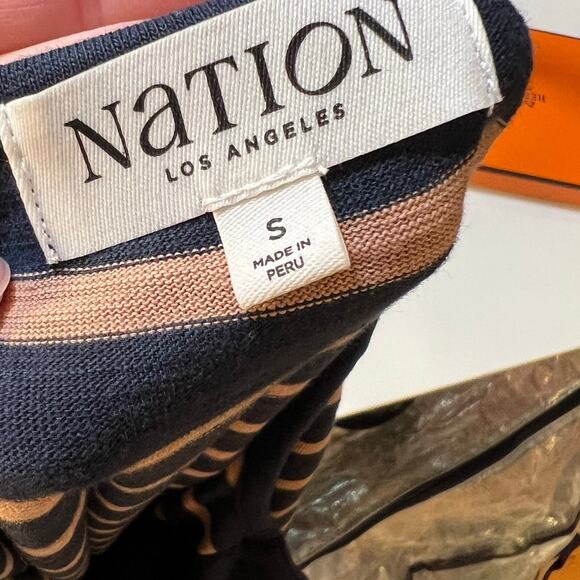 NaTION
LOS ANGELES
S
MADE IN
PERU